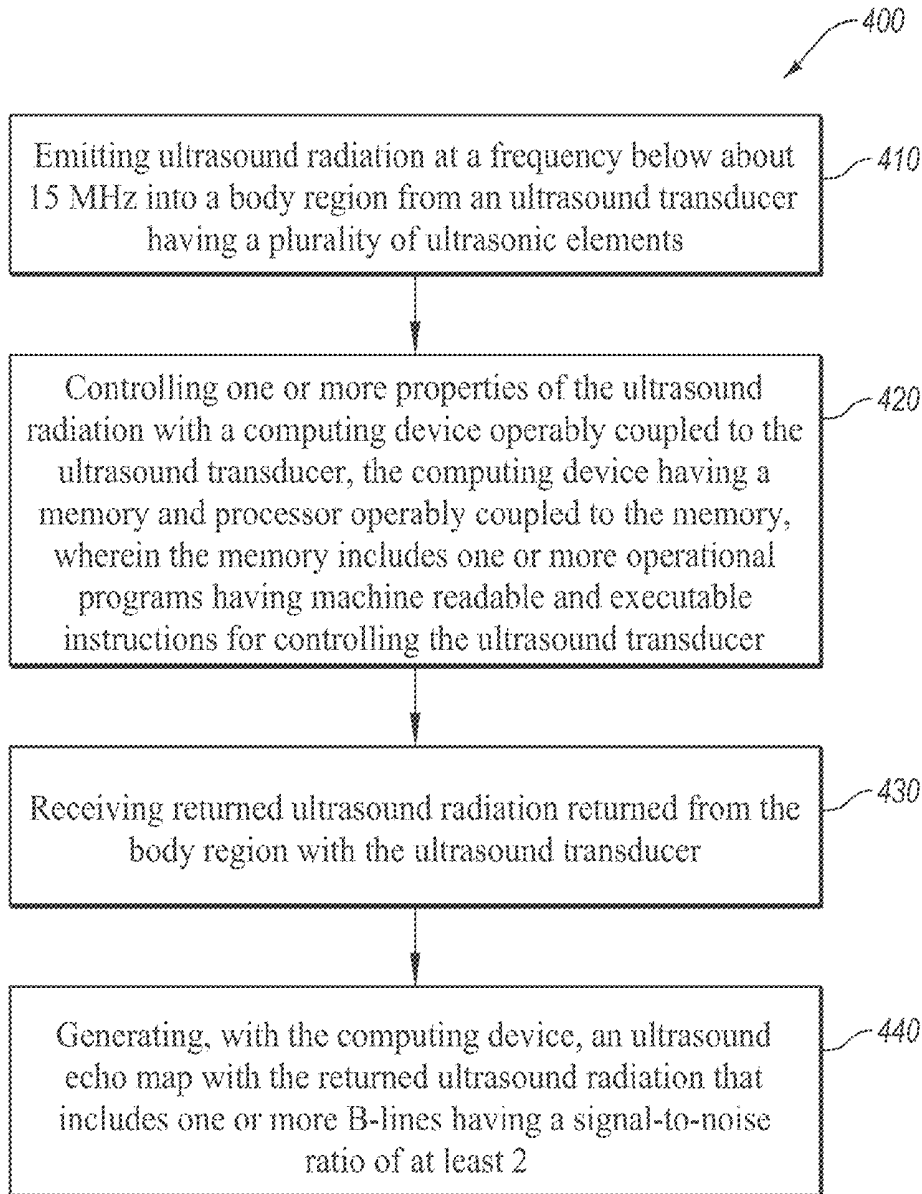 400
Emitting ultrasound radiation at a frequency below about
15 MHz into a body region from an ultrasound transducer
having a plurality of ultrasonic elements
410
Controlling one or more properties of the ultrasound
radiation with a computing device operably coupled to
the ultrasound transducer, the computing device having a
memory and processor operably coupled to the memory,
wherein the memory includes one or more operational
programs having machine readable and executable
instructions for controlling the ultrasound transducer
420
Receiving returned ultrasound radiation returned from the
body region with the ultrasound transducer
430
Generating, with the computing device, an ultrasound
echo map with the returned ultrasound radiation that
includes one or more B-lines having a signal-to-noise
ratio of at least 2
440